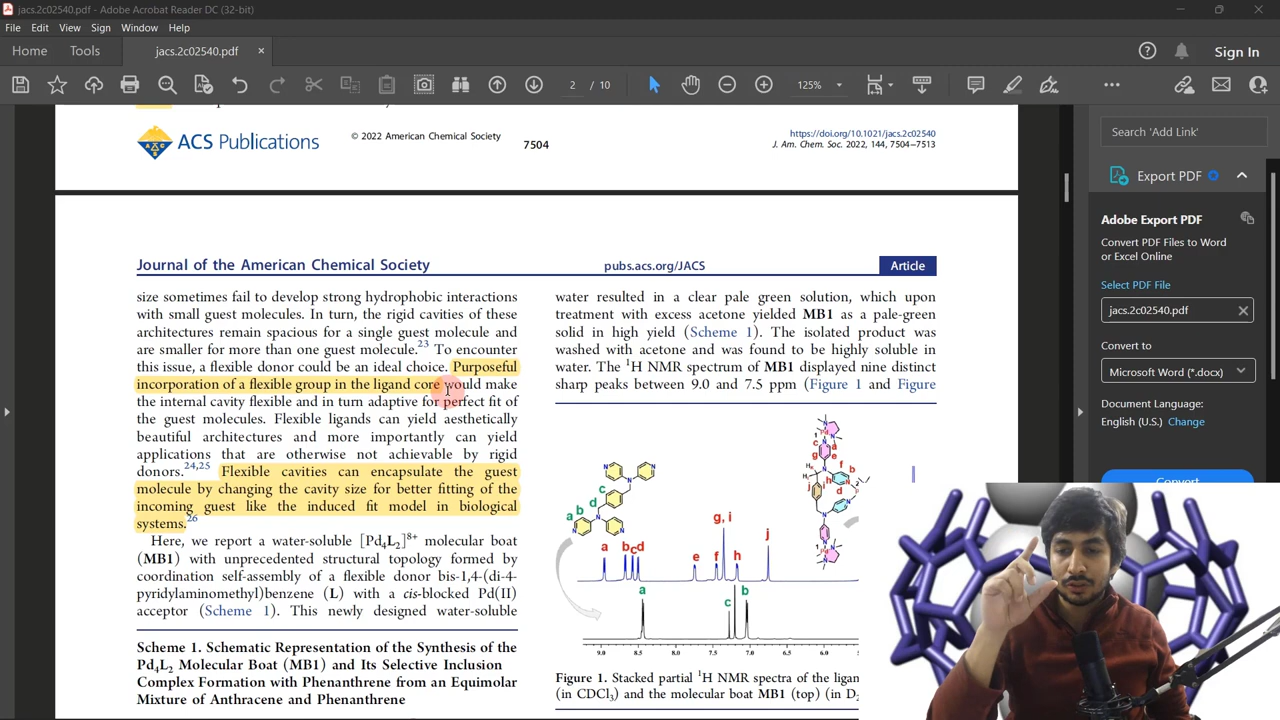 jacs.2c02540.pdf - Adobe Acrobat Reader DC (32-bit)
File Edit View Sign Window Help
Home Tools jacs.2c02540.pdf × Sign In
2 / 10 125%
ACS Publications
© 2022 American Chemical Society
7504
https://doi.org/10.1021/jacs.2c02540
J. Am. Chem. Soc. 2022, 144, 7504−7513
Journal of the American Chemical Society pubs.acs.org/JACS Article
size sometimes fail to develop strong hydrophobic interactions
with small guest molecules. In turn, the rigid cavities of these
architectures remain spacious for a single guest molecule and
are smaller for more than one guest molecule.23 To encounter
this issue, a flexible donor could be an ideal choice. Purposeful
incorporation of a flexible group in the ligand core would make
the internal cavity flexible and in turn adaptive for perfect fit of
the guest molecules. Flexible ligands can yield aesthetically
beautiful architectures and more importantly can yield
applications that are otherwise not achievable by rigid
donors.24,25 Flexible cavities can encapsulate the guest
molecule by changing the cavity size for better fitting of the
incoming guest like the induced fit model in biological
systems.26
Here, we report a water-soluble [Pd4L2]8+ molecular boat
(MB1) with unprecedented structural topology formed by
coordination self-assembly of a flexible donor bis-1,4-(di-4-
pyridylaminomethyl)benzene (L) with a cis-blocked Pd(II)
acceptor (Scheme 1). This newly designed water-soluble
Scheme 1. Schematic Representation of the Synthesis of the
Pd4L2 Molecular Boat (MB1) and Its Selective Inclusion
Complex Formation with Phenanthrene from an Equimolar
Mixture of Anthracene and Phenanthrene
water resulted in a clear pale green solution, which upon
treatment with excess acetone yielded MB1 as a pale-green
solid in high yield (Scheme 1). The isolated product was
washed with acetone and was found to be highly soluble in
water. The 1H NMR spectrum of MB1 displayed nine distinct
sharp peaks between 9.0 and 7.5 ppm (Figure 1 and Figure
a b c d
a b c d e f g, i h j
a c b
9.0 8.5 8.0 7.5 7.0 6.5 6.0
Figure 1. Stacked partial 1H NMR spectra of the ligan
(in CDCl3) and the molecular boat MB1 (top) (in D2
Search 'Add Link'
Export PDF
Adobe Export PDF
Convert PDF Files to Word
or Excel Online
Select PDF File
jacs.2c02540.pdf
Convert to
Microsoft Word (*.docx)
Document Language:
English (U.S.) Change
Convert